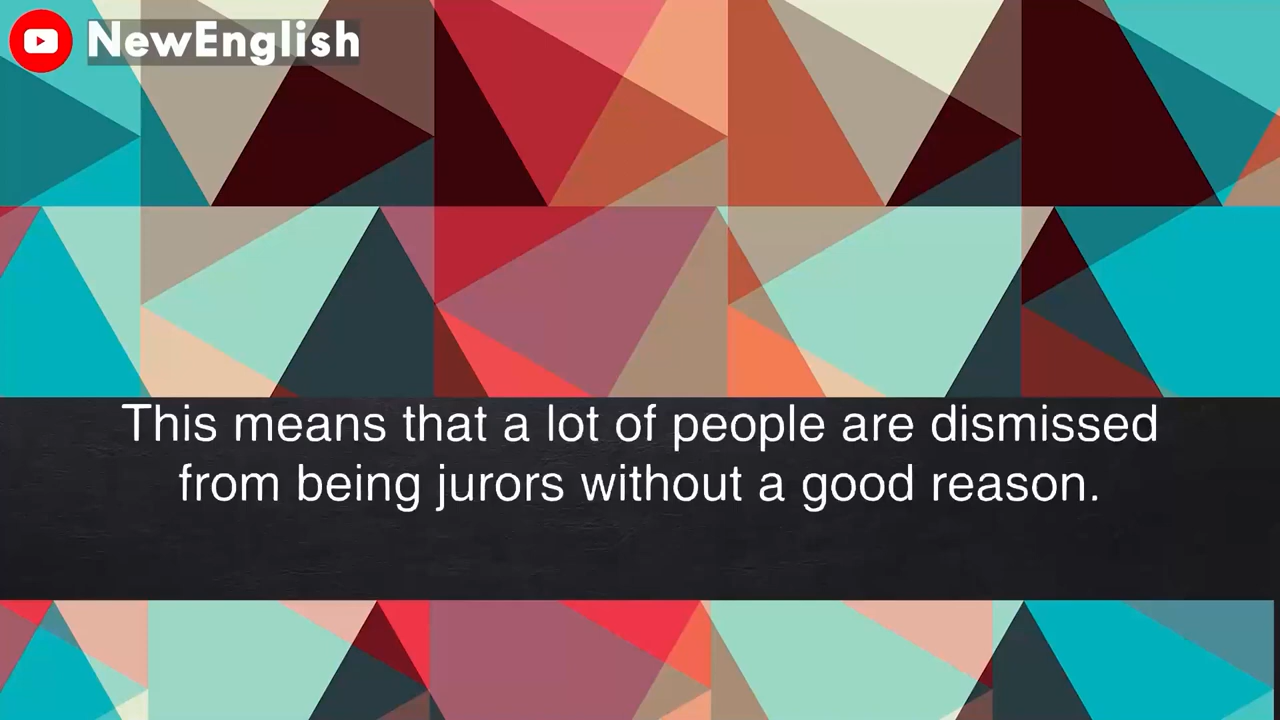 NewEnglish
This means that a lot of people are dismissed
from being jurors without a good reason.